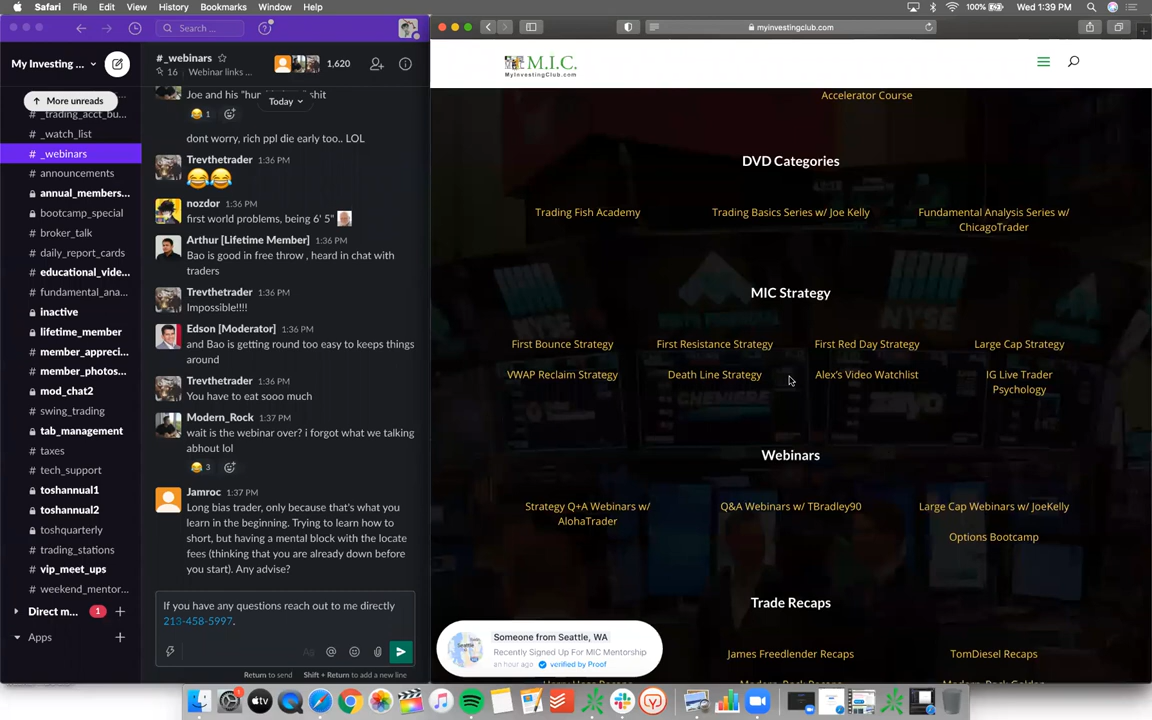 Safari File Edit View History Bookmarks Window Help 100% Wed 1:39 PM
Search ...
My Investing ...
More unreads
# _trading_acct_bu...
# _watch_list
# _webinars
# announcements
annual_members...
# bootcamp_special
# broker_talk
# daily_report_cards
educational_vide...
# fundamental_ana...
inactive
lifetime_member
member_appreci...
member_photos...
mod_chat2
# swing_trading
tab_management
# taxes
# tech_support
toshannual1
toshannual2
toshquarterly
# trading_stations
vip_meet_ups
# weekend_mentor...
Direct m... 1 +
Apps +
#_webinars
16 Webinar links ...
1,620
Joe and his "hu
shit
Today
1
dont worry, rich ppl die early too.. LOL
Trevthetrader 1:36 PM
nozdor 1:36 PM
first world problems, being 6' 5"
Arthur [Lifetime Member] 1:36 PM
Bao is good in free throw , heard in chat with
traders
Trevthetrader 1:36 PM
Impossible!!!!
Edson [Moderator] 1:36 PM
and Bao is getting round too easy to keeps things
around
Trevthetrader 1:36 PM
You have to eat sooo much
Modern_Rock 1:37 PM
wait is the webinar over? i forgot what we talking
abhout lol
3
Jamroc 1:37 PM
Long bias trader, only because that's what you
learn in the beginning. Trying to learn how to
short, but having a mental block with the locate
fees (thinking that you are already down before
you start). Any advise?
If you have any questions reach out to me directly
213-458-5997.
Aa @
Return to send Shift + Return to add a new line
myinvestingclub.com
M.I.C.
MyInvestingClub.com
Accelerator Course
DVD Categories
Trading Fish Academy
Trading Basics Series w/ Joe Kelly
Fundamental Analysis Series w/
ChicagoTrader
MIC Strategy
First Bounce Strategy
First Resistance Strategy
First Red Day Strategy
Large Cap Strategy
VWAP Reclaim Strategy
Death Line Strategy
Alex's Video Watchlist
IG Live Trader
Psychology
Webinars
Strategy Q+A Webinars w/
AlohaTrader
Q&A Webinars w/ TBradley90
Large Cap Webinars w/ JoeKelly
Options Bootcamp
Trade Recaps
James Freedlender Recaps
TomDiesel Recaps
Someone from Seattle, WA
Recently Signed Up For MIC Mentorship
an hour ago verified by Proof